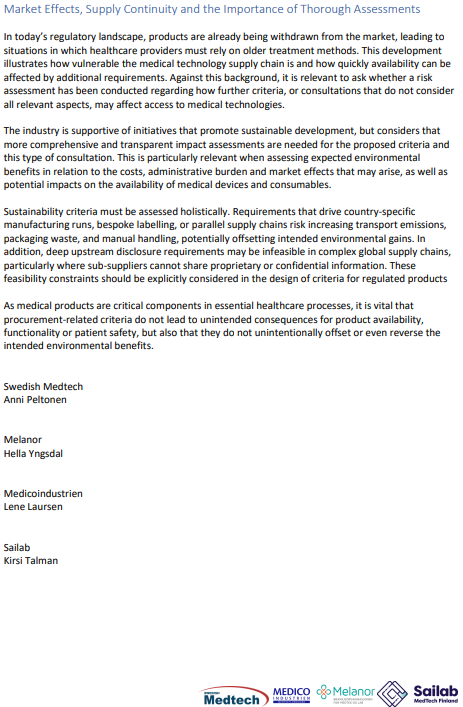 Market Effects, Supply Continuity and the Importance of Thorough Assessments
In today's regulatory landscape, products are already being withdrawn from the market, leading to
situations in which healthcare providers must rely on older treatment methods. This development
illustrates how vulnerable the medical technology supply chain is and how quickly availability can be
affected by additional requirements. Against this background, it is relevant to ask whether a risk
assessment has been conducted regarding how further criteria, or consultations that do not consider
all relevant aspects, may affect access to medical technologies.
The industry is supportive of initiatives that promote sustainable development, but considers that
more comprehensive and transparent impact assessments are needed for the proposed criteria and
this type of consultation. This is particularly relevant when assessing expected environmental
benefits in relation to the costs, administrative burden and market effects that may arise, as well as
potential impacts on the availability of medical devices and consumables.
Sustainability criteria must be assessed holistically. Requirements that drive country-specific
manufacturing runs, bespoke labelling, or parallel supply chains risk increasing transport emissions,
packaging waste, and manual handling, potentially offsetting intended environmental gains. In
addition, deep upstream disclosure requirements may be infeasible in complex global supply chains,
particularly where sub-suppliers cannot share proprietary or confidential information. These
feasibility constraints should be explicitly considered in the design of criteria for regulated products
As medical products are critical components in essential healthcare processes, it is vital that
procurement-related criteria do not lead to unintended consequences for product availability,
functionality or patient safety, but also that they do not unintentionally offset or even reverse the
intended environmental benefits.
Swedish Medtech
Anni Peltonen
Melanor
Hella Yngsdal
Medicoindustrien
Lene Laursen
Sailab
Kirsi Talman
Medtech
MEDICO
INDUSTRIEN
Melanor
Sailab
MedTech Finland